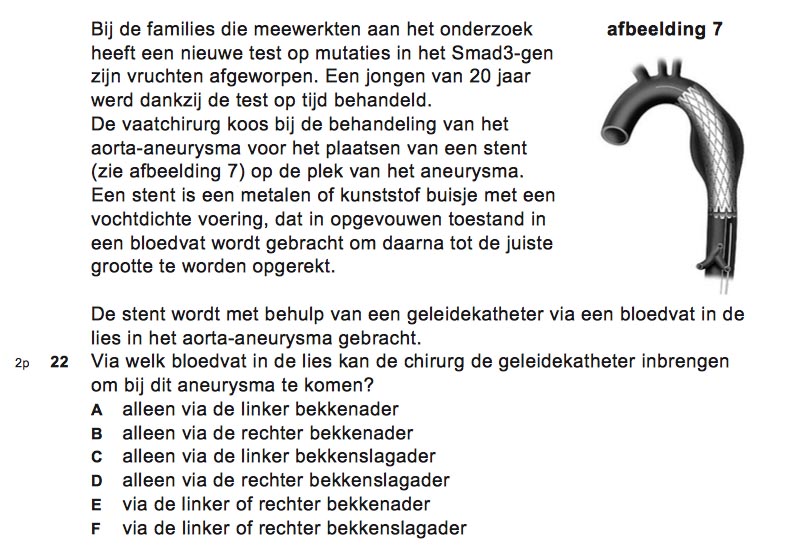 Bij de families die meewerkten aan het onderzoek
heeft een nieuwe test op mutaties in het Smad3-gen
zijn vruchten afgeworpen. Een jongen van 20 jaar
werd dankzij de test op tijd behandeld.
De vaatchirurg koos bij de behandeling van het
aorta-aneurysma voor het plaatsen van een stent
(zie afbeelding 7) op de plek van het aneurysma.
Een stent is een metalen of kunststof buisje met een
vochtdichte voering, dat in opgevouwen toestand in
een bloedvat wordt gebracht om daarna tot de juiste
grootte te worden opgerekt.
afbeelding 7
De stent wordt met behulp van een geleidekatheter via een bloedvat in de
lies in het aorta-aneurysma gebracht.
2p 22 Via welk bloedvat in de lies kan de chirurg de geleidekatheter inbrengen
om bij dit aneurysma te komen?
A alleen via de linker bekkenader
B alleen via de rechter bekkenader
C alleen via de linker bekkenslagader
D alleen via de rechter bekkenslagader
E via de linker of rechter bekkenader
F via de linker of rechter bekkenslagader